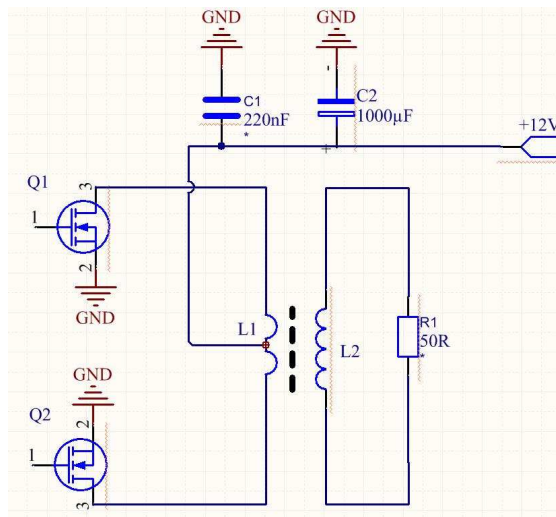 GND
GND
-
C1
220nF
*
C2
1000µF
+
+12V
Q1
3
1
2
GND
L1
L2
R1
50R
*
GND
Q2
2
1
3